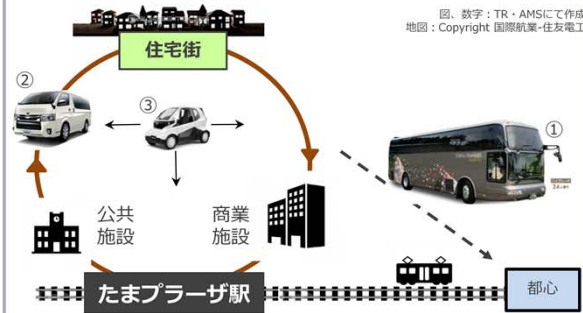 図、数字：TR・AMSにて作成
地図：Copyright 国際航業-住友電工
住宅街
②
③
①
公共
施設
商業
施設
たまプラーザ駅
都心